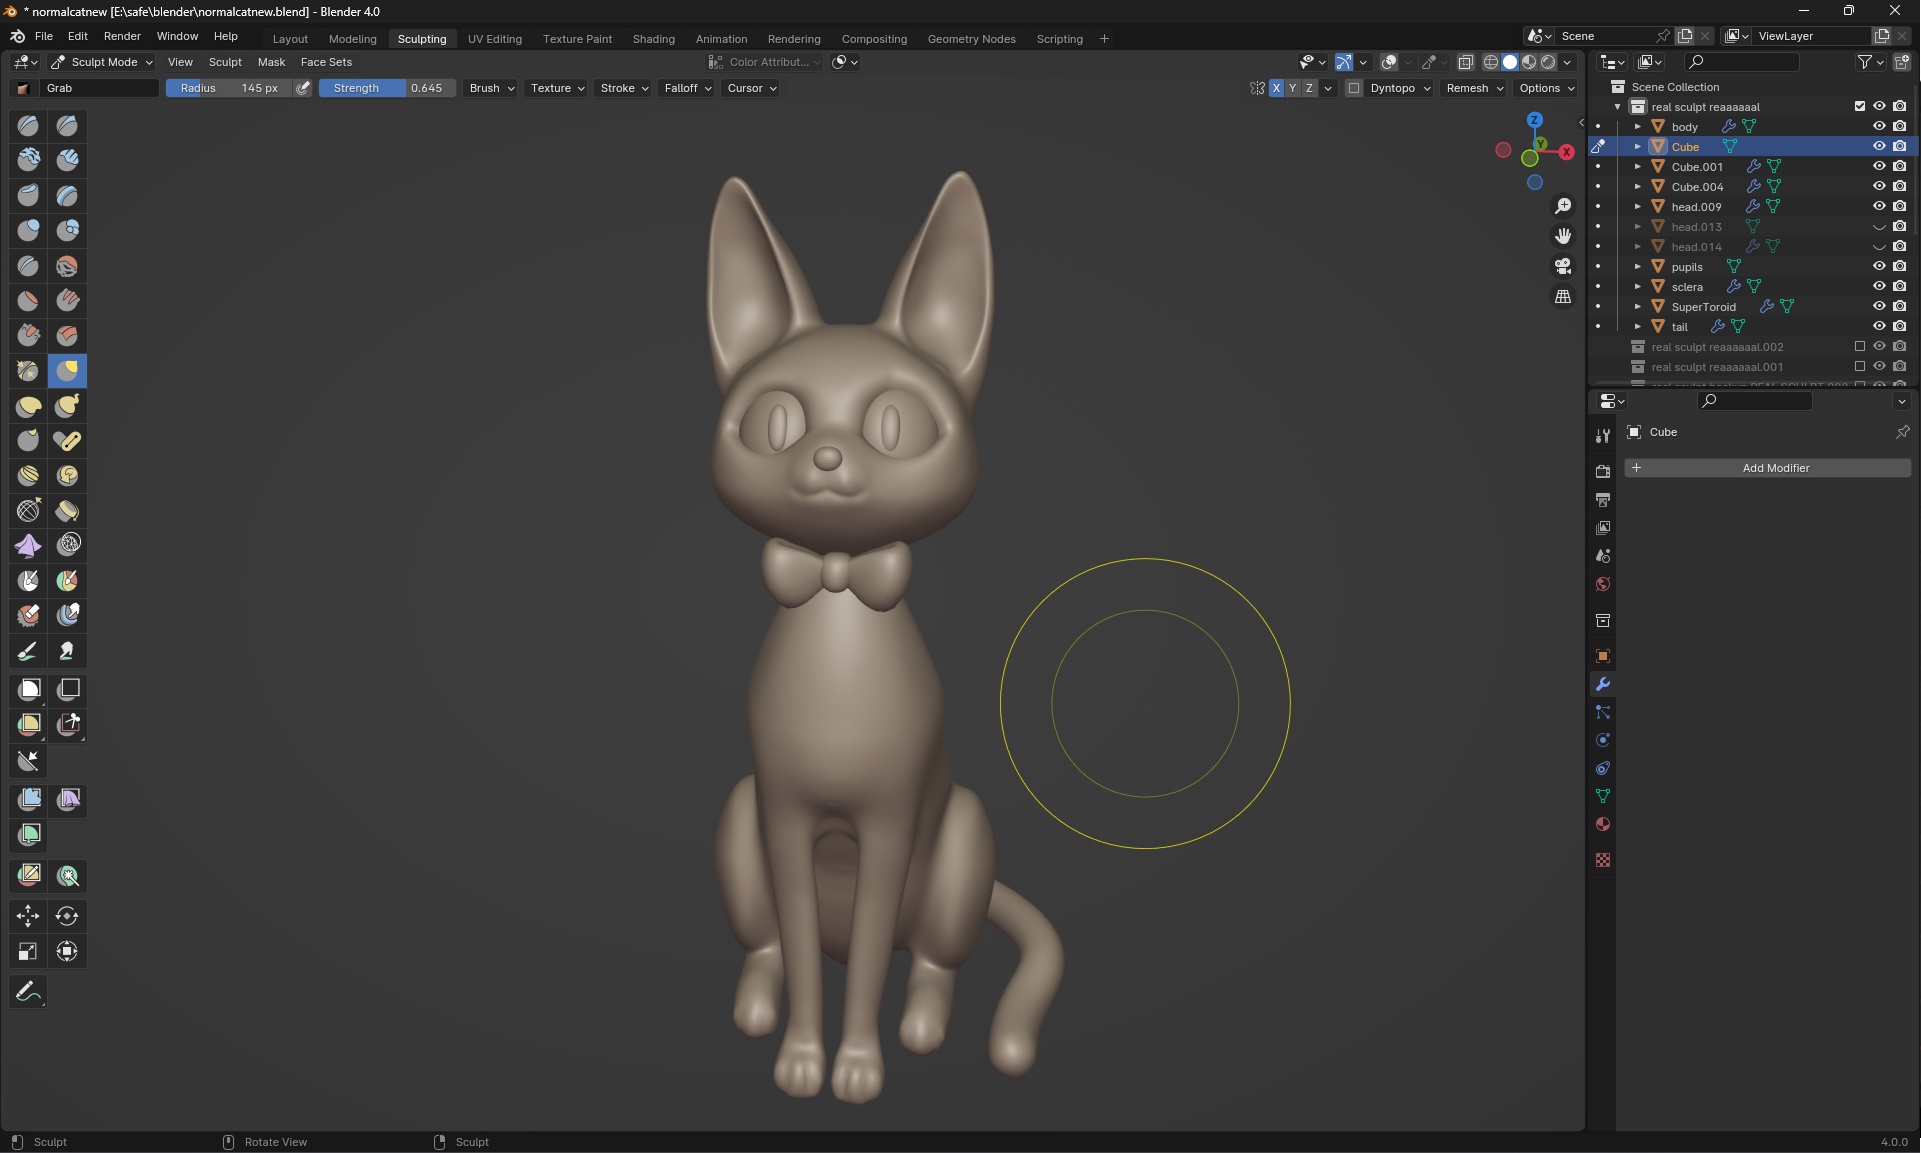 * normalcatnew [E:\safe\blender\normalcatnew.blend] - Blender 4.0
File Edit Render Window Help Layout Modeling Sculpting UV Editing Texture Paint Shading Animation Rendering Compositing Geometry Nodes Scripting + Scene ViewLayer
Sculpt Mode View Sculpt Mask Face Sets Color Attribut...
Grab Radius 145 px Strength 0.645 Brush Texture Stroke Falloff Cursor X Y Z Dyntopo Remesh Options
Z
Y
X
Scene Collection
real sculpt reaaaaaal
body
Cube
Cube.001
Cube.004
head.009
head.013
head.014
pupils
sclera
SuperToroid
tail
real sculpt reaaaaaal.002
real sculpt reaaaaaal.001
Cube
+ Add Modifier
Sculpt Rotate View Sculpt 4.0.0